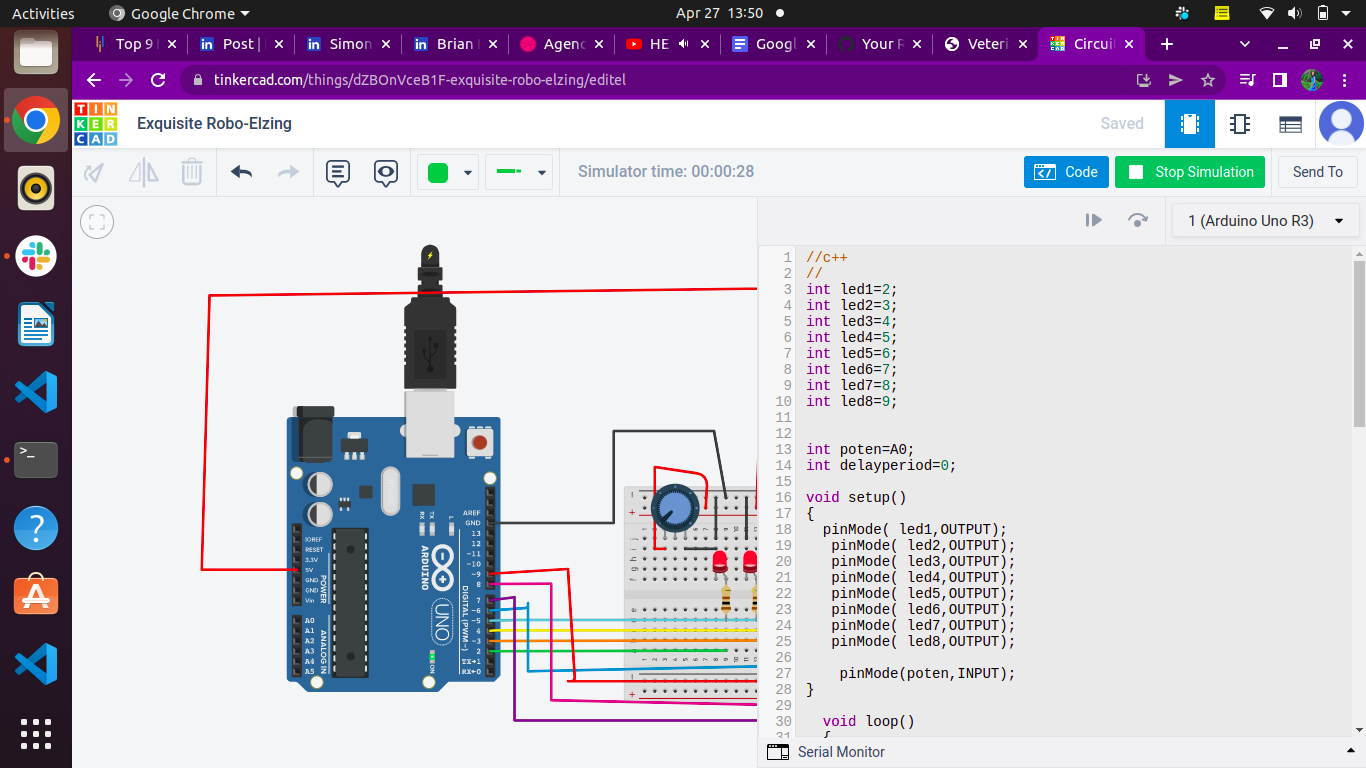 Activities Google Chrome Apr 27 13:50
Top 9 Post | Simon Brian Agenc HE Googl Your R Veteri Circui
tinkercad.com/things/dZBOnVceB1F-exquisite-robo-elzing/editel
TIN
KER
CAD
Exquisite Robo-Elzing Saved
Simulator time: 00:00:28 Code Stop Simulation Send To
1 (Arduino Uno R3)
1 //c++
2 //
3 int led1=2;
4 int led2=3;
5 int led3=4;
6 int led4=5;
7 int led5=6;
8 int led6=7;
9 int led7=8;
10 int led8=9;
11
12
13 int poten=A0;
14 int delayperiod=0;
15
16 void setup()
17 {
18 pinMode( led1,OUTPUT);
19 pinMode( led2,OUTPUT);
20 pinMode( led3,OUTPUT);
21 pinMode( led4,OUTPUT);
22 pinMode( led5,OUTPUT);
23 pinMode( led6,OUTPUT);
24 pinMode( led7,OUTPUT);
25 pinMode( led8,OUTPUT);
26
27 pinMode(poten,INPUT);
28 }
29
30 void loop()
31 {
Serial Monitor
AREF
GND
13
12
~11
~10
~9
8
7
~6
~5
4
~3
2
TX→1
RX←0
DIGITAL (PWM~)
IOREF
RESET
3.3V
5V
GND
GND
Vin
POWER
A0
A1
A2
A3
A4
A5
ANALOG IN
RX
TX
L
ARDUINO
UNO
ON